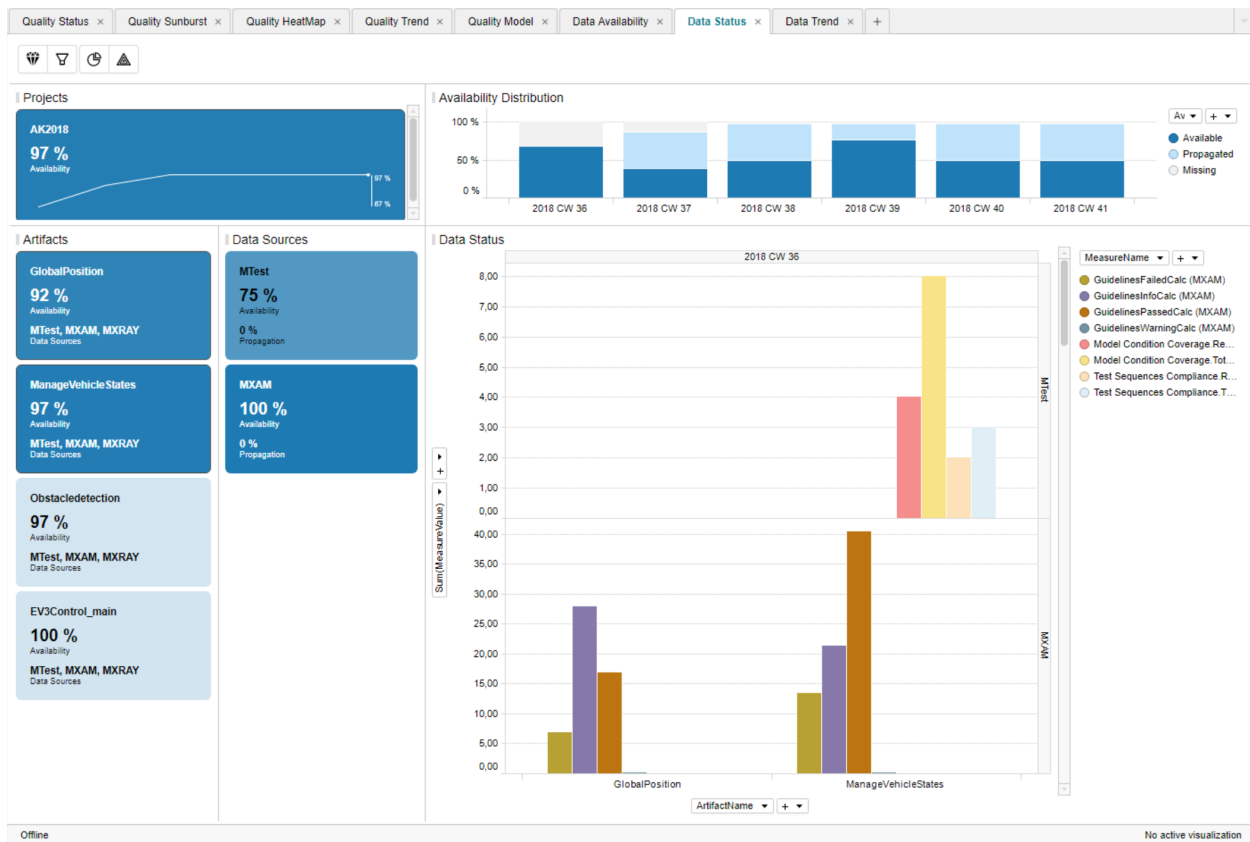 Quality Status × Quality Sunburst × Quality HeatMap × Quality Trend × Quality Model × Data Availability × Data Status × Data Trend × +
Projects
AK2018
97 %
Availability
97 %
67 %
Availability Distribution
100 %
50 %
0 %
2018 CW 36 2018 CW 37 2018 CW 38 2018 CW 39 2018 CW 40 2018 CW 41
Av +
Available
Propagated
Missing
Artifacts
GlobalPosition
92 %
Availability
MTest, MXAM, MXRAY
Data Sources
ManageVehicleStates
97 %
Availability
MTest, MXAM, MXRAY
Data Sources
Obstacledetection
97 %
Availability
MTest, MXAM, MXRAY
Data Sources
EV3Control_main
100 %
Availability
MTest, MXAM, MXRAY
Data Sources
Data Sources
MTest
75 %
Availability
0 %
Propagation
MXAM
100 %
Availability
0 %
Propagation
Data Status
2018 CW 36
8,00
7,00
6,00
5,00
4,00
3,00
2,00
1,00
0,00
MTest
40,00
35,00
30,00
25,00
20,00
15,00
10,00
5,00
0,00
MXAM
+
Sum(MeasureValue)
GlobalPosition ManageVehicleStates
ArtifactName +
MeasureName +
GuidelinesFailedCalc (MXAM)
GuidelinesInfoCalc (MXAM)
GuidelinesPassedCalc (MXAM)
GuidelinesWarningCalc (MXAM)
Model Condition Coverage.Re...
Model Condition Coverage.Tot...
Test Sequences Compliance.R...
Test Sequences Compliance.T...
Offline
No active visualization